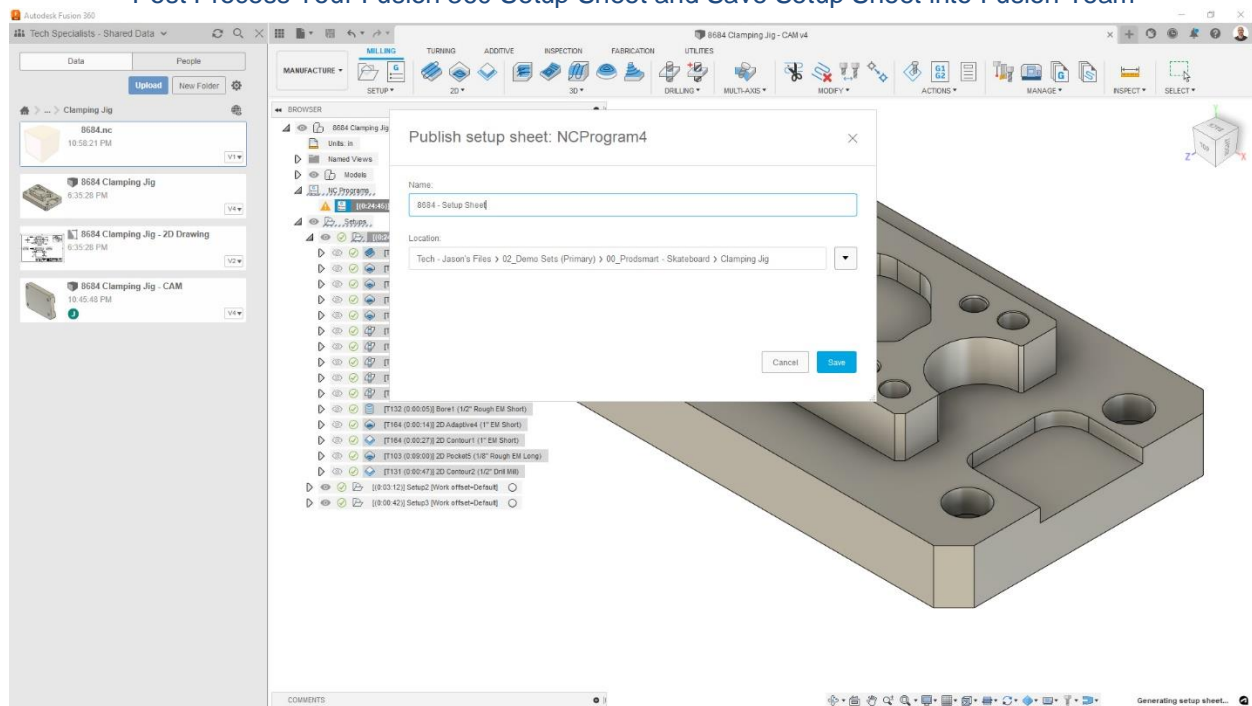 Post Process Your Fusion 360 Setup Sheet and Save Setup Sheet into Fusion Team
Autodesk Fusion 360
Tech Specialists - Shared Data
8684 Clamping Jig - CAM v4
Data People
Upload New Folder
... > Clamping Jig
8684.nc
10:58:21 PM
V1
8684 Clamping Jig
6:35:28 PM
V4
8684 Clamping Jig - 2D Drawing
6:35:28 PM
V2
8684 Clamping Jig - CAM
10:45:48 PM
J
V4
MILLING TURNING ADDITIVE INSPECTION FABRICATION UTILITIES
MANUFACTURE
SETUP 2D 3D DRILLING MULTI-AXIS MODIFY ACTIONS MANAGE INSPECT SELECT
BROWSER
8684 Clamping Jig
Units: in
Named Views
Models
NC Programs
[(0:24:45)]
Setups
Publish setup sheet: NCProgram4
Name:
8684 - Setup Sheet
Location:
Tech - Jason's Files > 02_Demo Sets (Primary) > 00_Prodsmart - Skateboard > Clamping Jig
Cancel Save
[T132 (0:00:05)] Bore1 (1/2" Rough EM Short)
[T164 (0:00:14)] 2D Adaptive4 (1" EM Short)
[T164 (0:00:27)] 2D Contour1 (1" EM Short)
[T103 (0:09:00)] 2D Pocket5 (1/8" Rough EM Long)
[T131 (0:00:47)] 2D Contour2 (1/2" Drill Mill)
[(0:03:12)] Setup2 [Work offset=Default]
[(0:00:42)] Setup3 [Work offset=Default]
COMMENTS
Generating setup sheet...